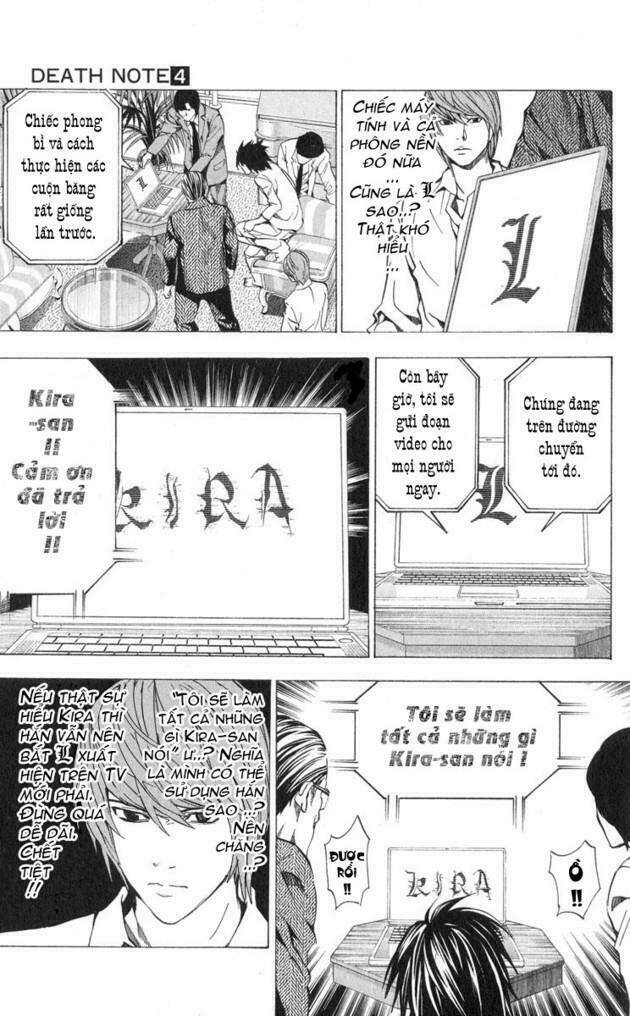 DEATH NOTE 4
CHIẾC MÁY
TÍNH VÀ CẢ
PHÔNG NỀN
ĐÓ NỮA
...
CŨNG LÀ L
SAO..?
THẬT KHÓ
HIỂU
...
L
Chiếc phong
bì và cách
thực hiện các
cuộn băng
rất giống
lần trước.
L
Chúng đang
trên đường
chuyển
tới đó.
Còn bây
giờ, tôi sẽ
gửi đoạn
video cho
mọi người
ngay.
L
Kira
-san
!!
Cảm ơn
đã trả
lời
!!
KIRA
Tôi sẽ làm
tất cả những gì
Kira-san nói !
Ồ
!!
ĐƯỢC
RỒI
!!
KIRA
"TÔI SẼ LÀM
TẤT CẢ NHƯNG
GÌ KIRA-SAN
NÓI" Ư...? NGHĨA
LÀ MÌNH CÓ THỂ
SỬ DỤNG HẮN
SAO ...?
NÊN
CHĂNG
...?
NẾU THẬT SỰ
HIỂU KIRA THÌ
HẮN VẪN NÊN
BẮT L XUẤT
HIỆN TRÊN TV
MỚI PHẢI.
ĐỪNG QUÁ
DỄ DÃI.
CHẾT
TIỆT
!!